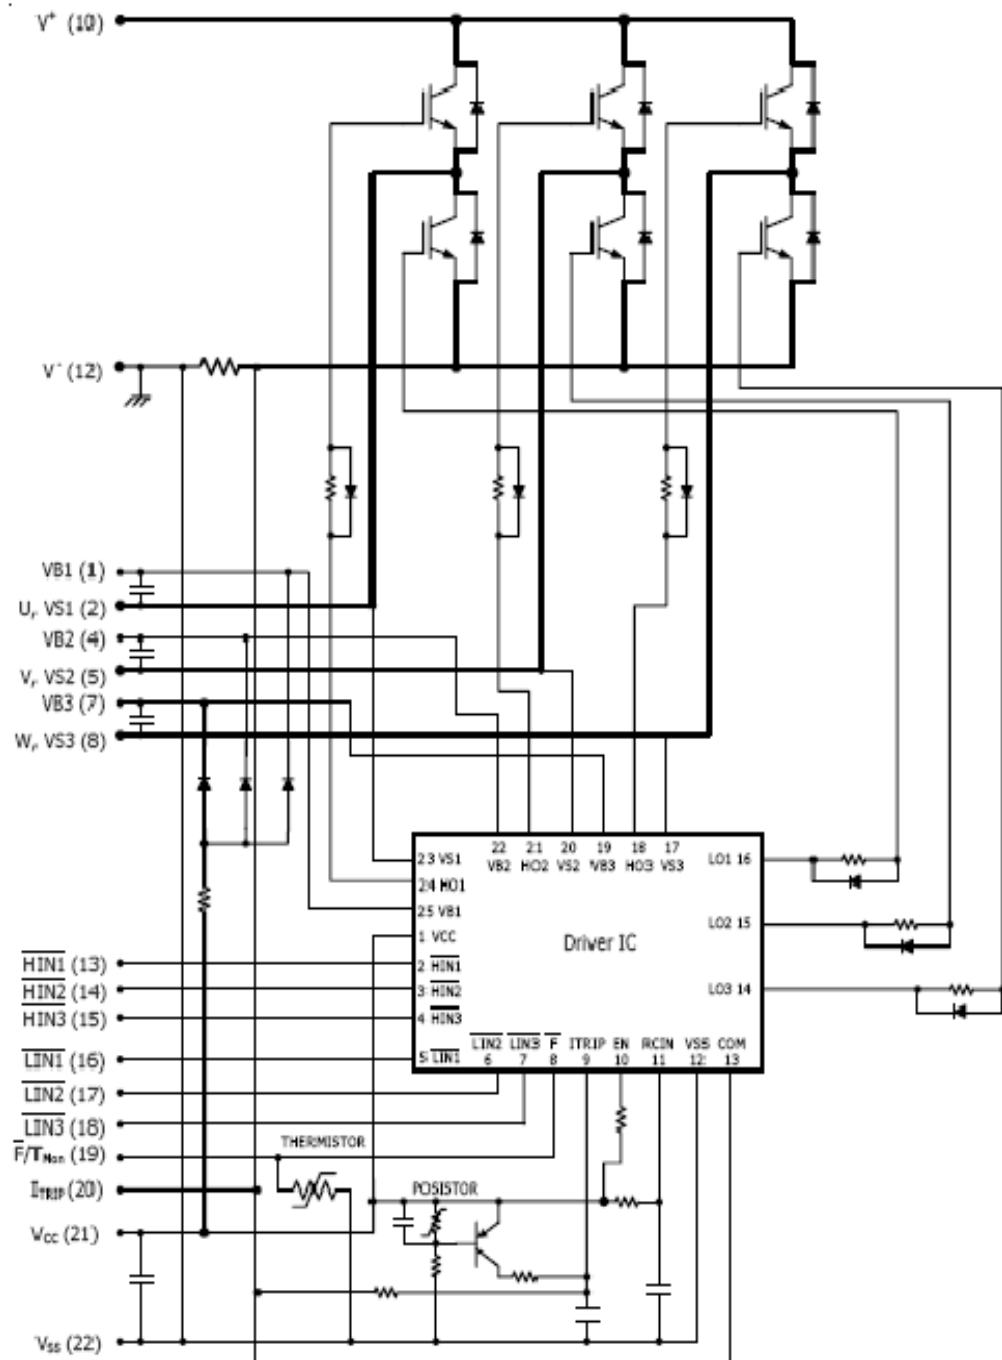 V+ (10)
V- (12)
VB1 (1)
U, VS1 (2)
VB2 (4)
V, VS2 (5)
VB3 (7)
W, VS3 (8)
22 21 20 19 18 17
VB2 HO2 VS2 VB3 HO3 VS3
23 VS1
24 HO1
25 VB1
1 VCC
2 HIN1
3 HIN2
4 HIN3
5 LIN1
LO1 16
LO2 15
LO3 14
Driver IC
LIN2 LIN3 F ITRIP EN RCIN VSS COM
6 7 8 9 10 11 12 13
HIN1 (13)
HIN2 (14)
HIN3 (15)
LIN1 (16)
LIN2 (17)
LIN3 (18)
F/TMon (19)
THERMISTOR
ITRIP (20)
POSISTOR
VCC (21)
VSS (22)